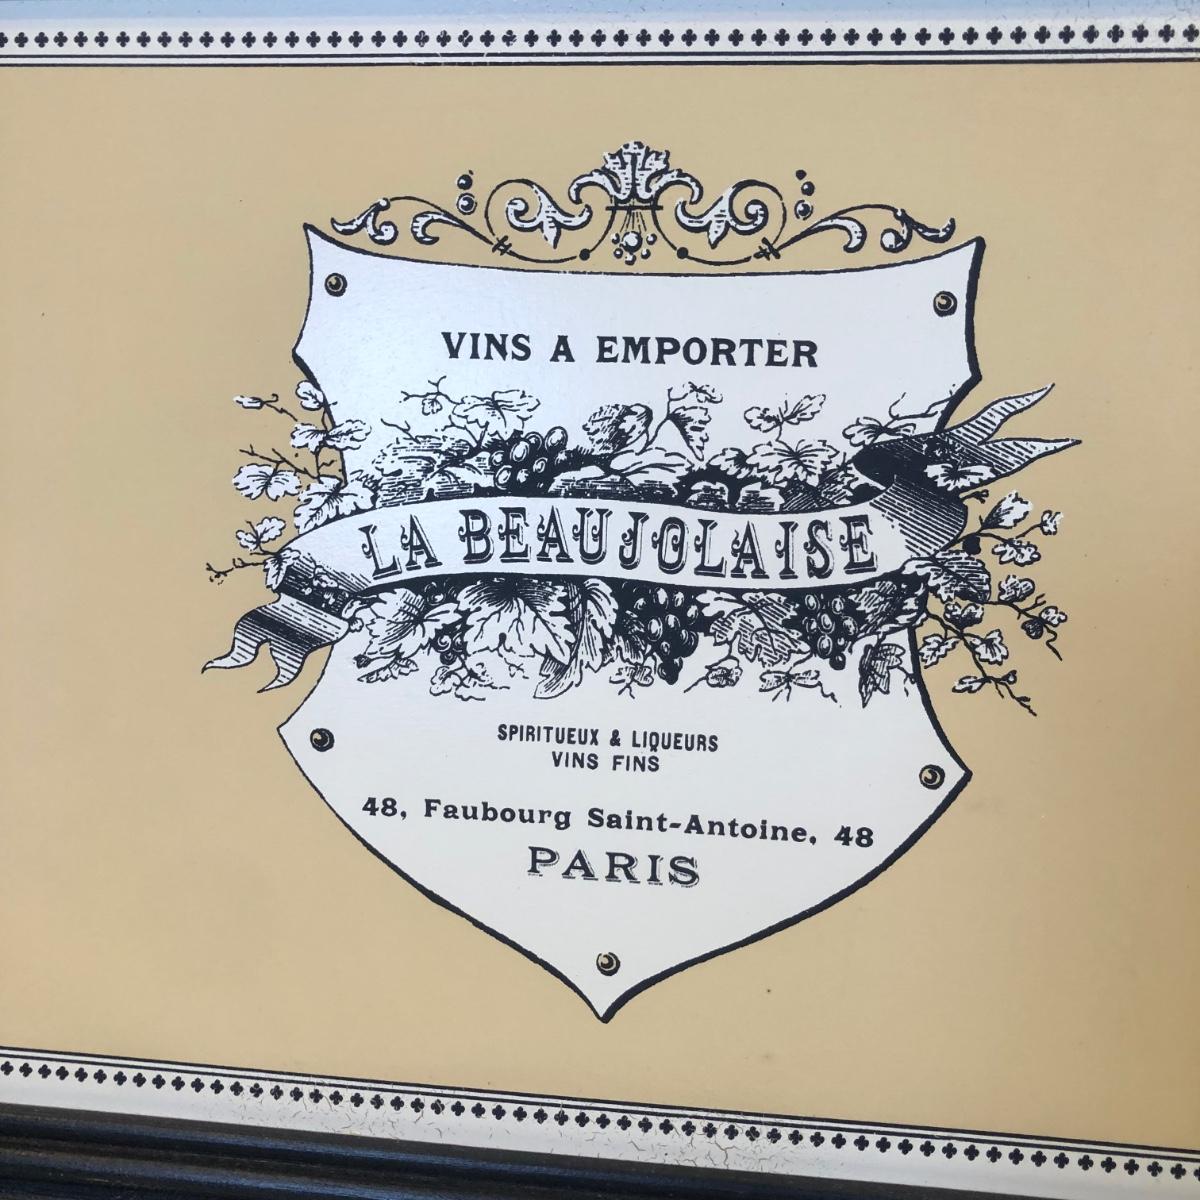 VINS A EMPORTER
LA BEAUJOLAISE
SPIRITUEUX & LIQUEURS
VINS FINS
48, Faubourg Saint-Antoine, 48
PARIS